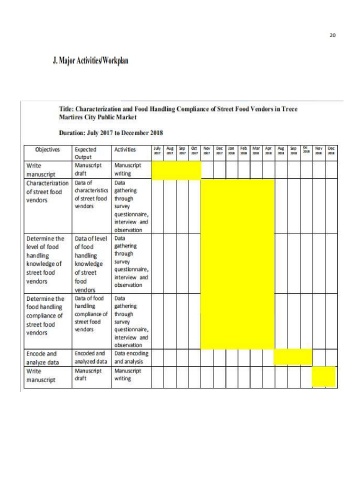 20
J. Major Activities/Workplan
Title: Characterization and Food Handling Compliance of Street Food Vendors in Trece
Martires City Public Market
Duration: July 2017 to December 2018
Objectives Expected Output Activities July 2017 Aug 2017 Sep 2017 Oct 2017 Nov 2017 Dec 2017 Jan 2018 Feb 2018 Mar 2018 Apr 2018 Aug 2018 Sep 2018 Oct 2018 Nov 2018 Dec 2018
Write
manuscript
Manuscript
draft
Manuscript
writing
Characterization
of street food
vendors
Data of
characteristics
of street food
vendors
Data
gathering
through
survey
questionnaire,
interview and
observation
Determine the
level of food
handling
knowledge of
street food
vendors
Data of level
of food
handling
knowledge
of street
food
vendors
Data
gathering
through
survey
questionnaire,
interview and
observation
Determine the
food handling
compliance of
street food
vendors
Data of food
handling
compliance of
street food
vendors
Data
gathering
through
survey
questionnaire,
interview and
observation
Encode and
analyze data
Encoded and
analyzed data
Data encoding
and analysis
Write
manuscript
Manuscript
draft
Manuscript
writing